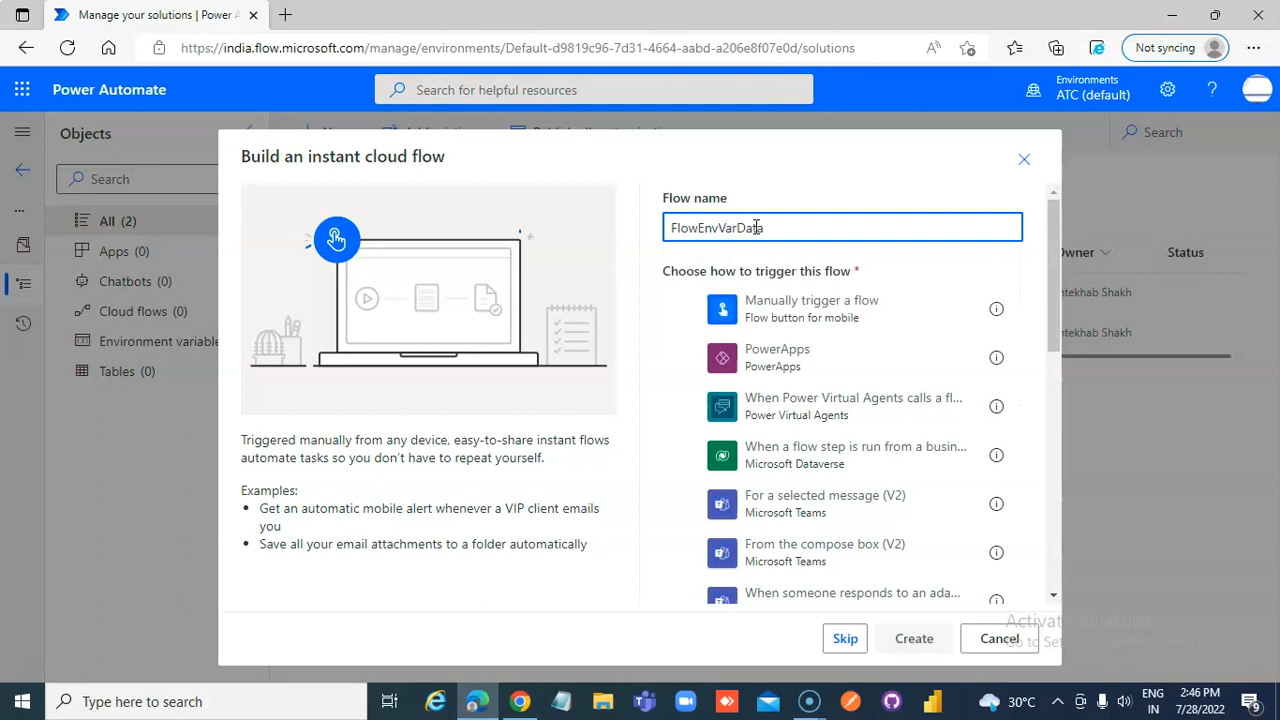 Manage your solutions | Power A
https://india.flow.microsoft.com/manage/environments/Default-d9819c96-7d31-4664-aabd-a206e8f07e0d/solutions
Not syncing
Power Automate
Search for helpful resources
Environments
ATC (default)
Objects
Search
Search
All (2)
Apps (0)
Chatbots (0)
Cloud flows (0)
Environment variable
Tables (0)
Owner
Status
ntekhab Shakh
ntekhab Shakh
Build an instant cloud flow
Triggered manually from any device, easy-to-share instant flows
automate tasks so you don't have to repeat yourself.
Examples:
Get an automatic mobile alert whenever a VIP client emails
you
Save all your email attachments to a folder automatically
Flow name
FlowEnvVarData
Choose how to trigger this flow *
Manually trigger a flow
Flow button for mobile
PowerApps
PowerApps
When Power Virtual Agents calls a fl...
Power Virtual Agents
When a flow step is run from a busin...
Microsoft Dataverse
For a selected message (V2)
Microsoft Teams
From the compose box (V2)
Microsoft Teams
When someone responds to an ada...
Skip
Create
Cancel
Type here to search
30°C
ENG
IN
2:46 PM
7/28/2022
9